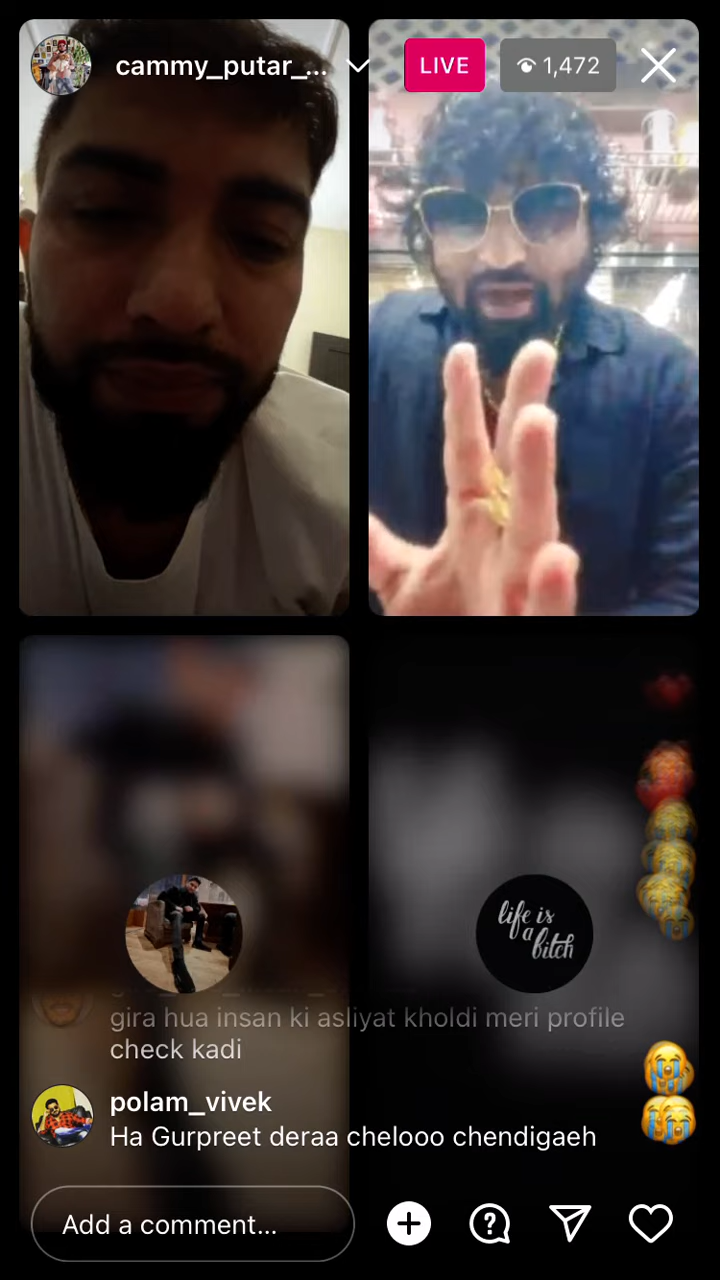 cammy_putar_...
LIVE
1,472
life is
a
bitch
gira hua insan ki asliyat kholdi meri profile
check kadi
polam_vivek
Ha Gurpreet deraa chelooo chendigaeh
Add a comment...